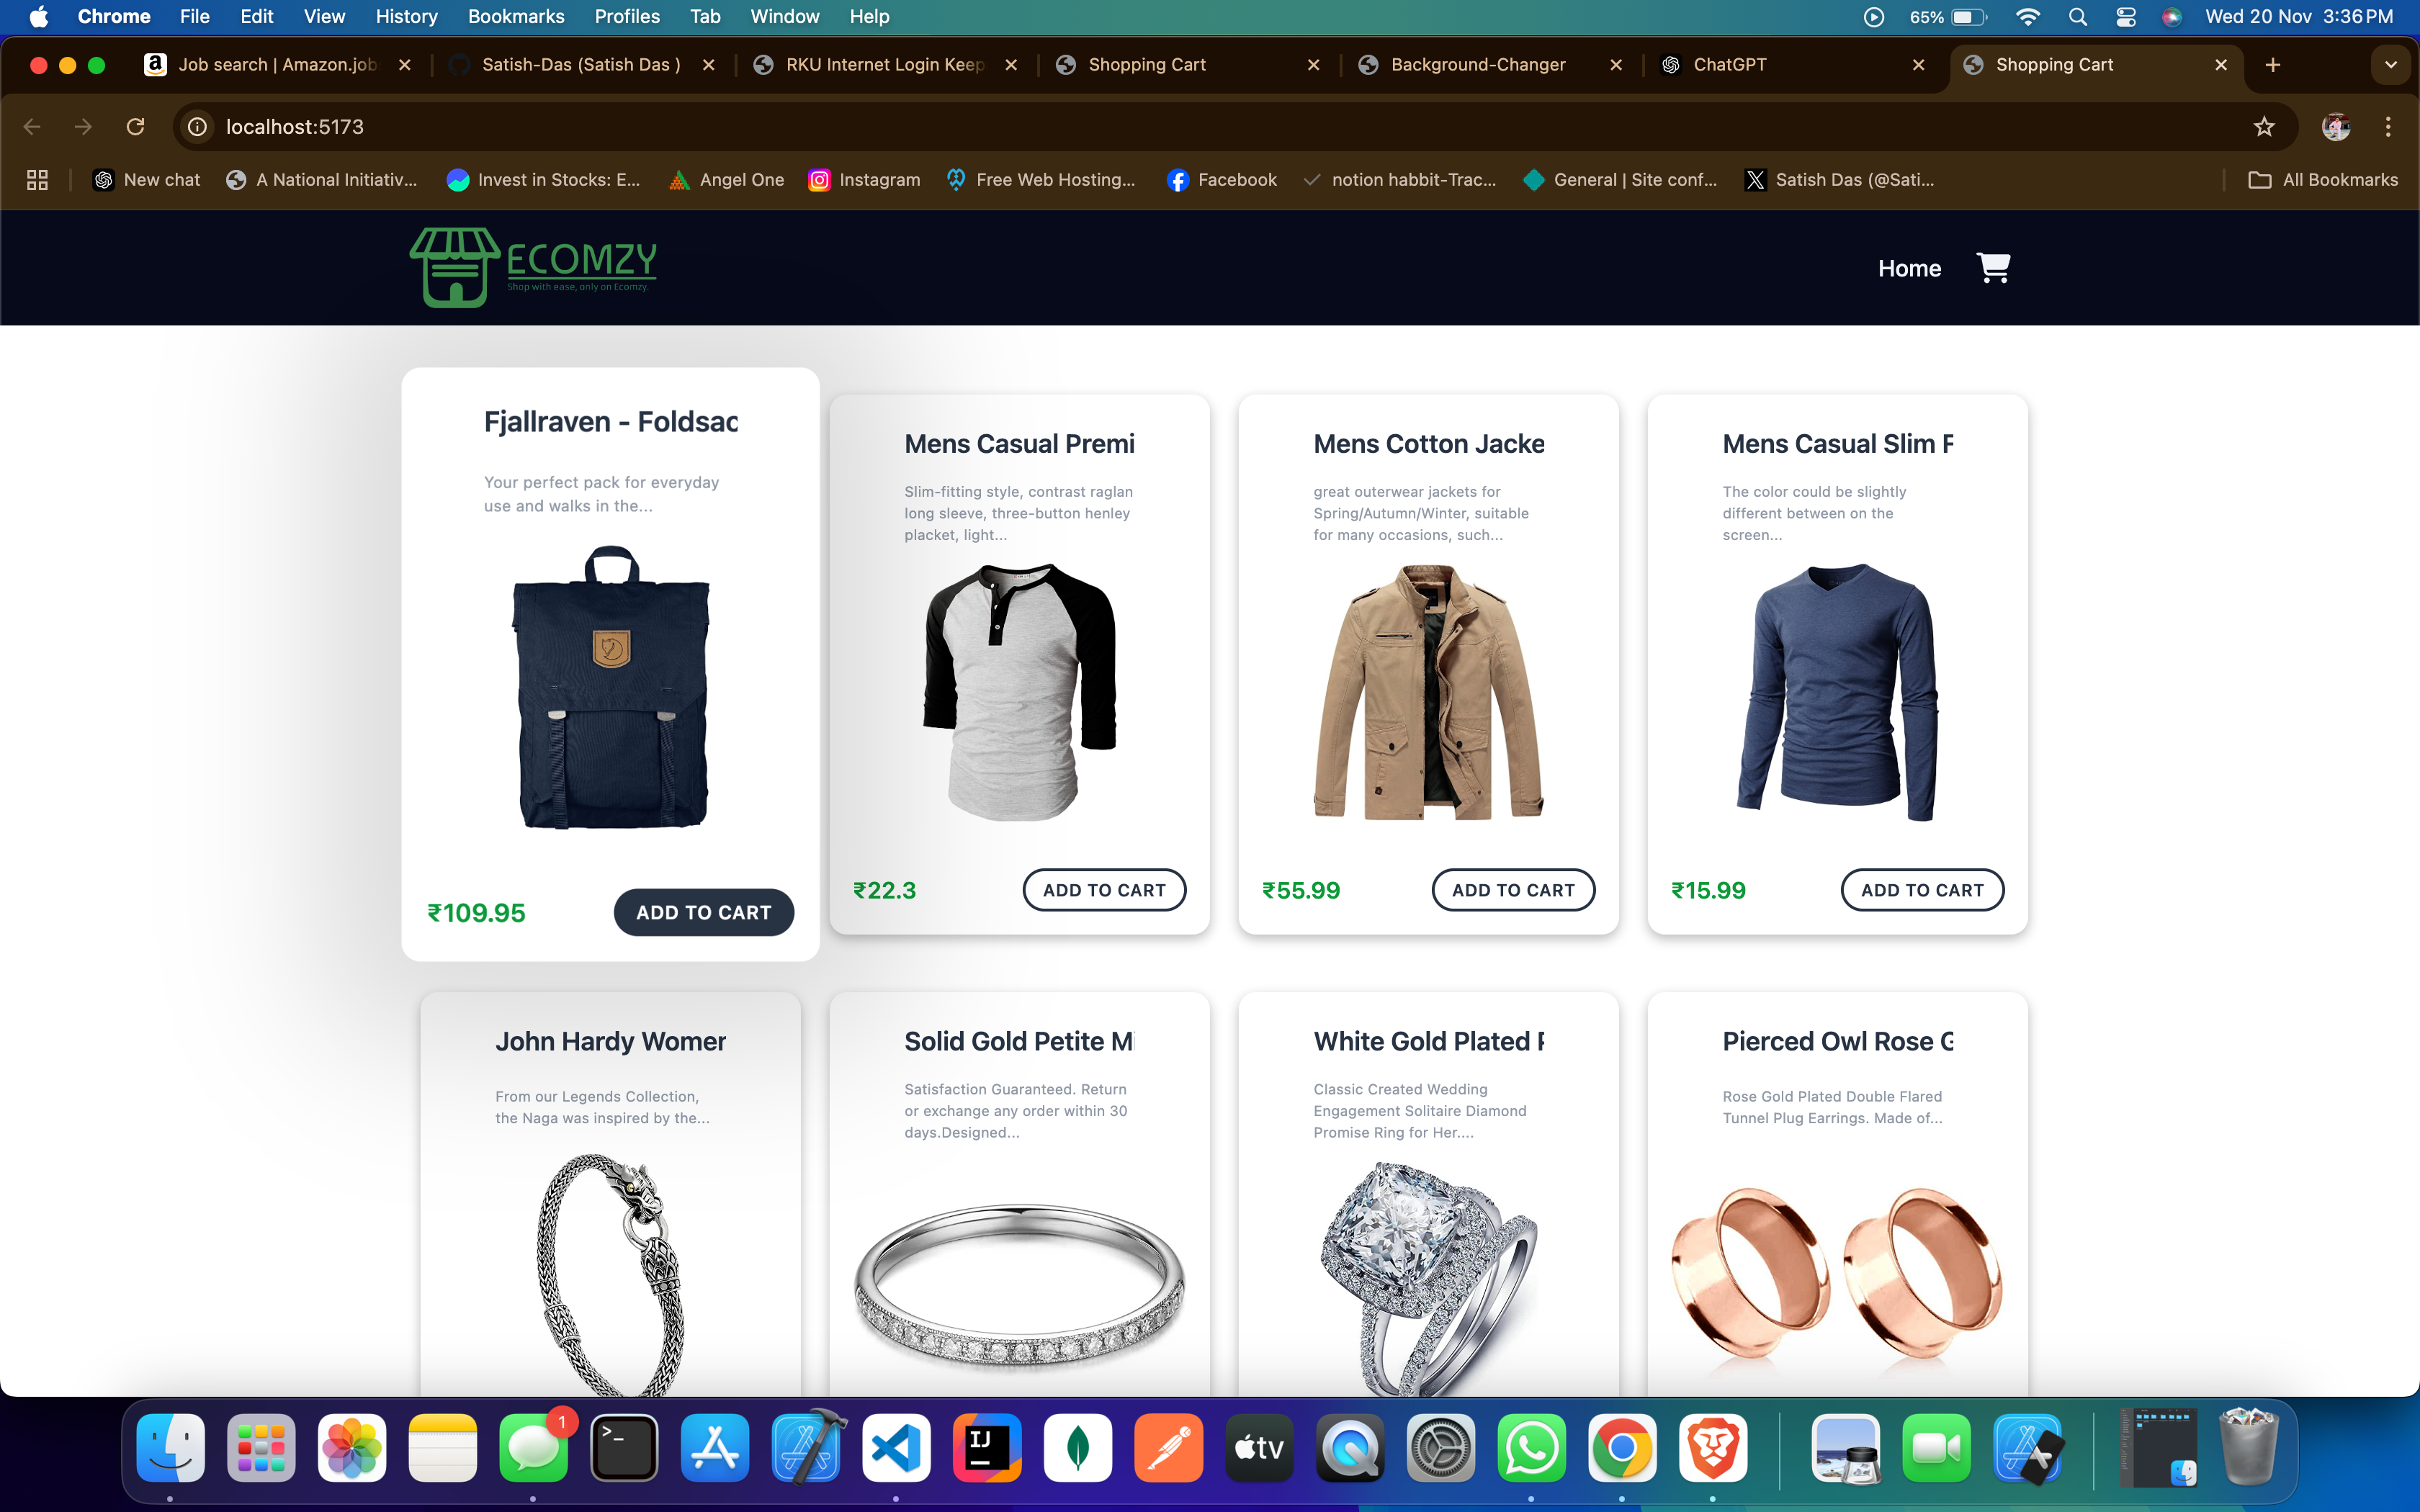 Chrome File Edit View History Bookmarks Profiles Tab Window Help 65% Wed 20 Nov 3:36 PM
Job search | Amazon.job Satish-Das (Satish Das ) RKU Internet Login Keep Shopping Cart Background-Changer ChatGPT Shopping Cart
localhost:5173
New chat A National Initiativ... Invest in Stocks: E... Angel One Instagram Free Web Hosting... Facebook notion habbit-Trac... General | Site conf... Satish Das (@Sati... All Bookmarks
ECOMZY
Shop with ease, only on Ecomzy.
Home
Fjallraven - Foldsac
Your perfect pack for everyday
use and walks in the...
₹109.95 ADD TO CART
Mens Casual Premi
Slim-fitting style, contrast raglan
long sleeve, three-button henley
placket, light...
₹22.3 ADD TO CART
Mens Cotton Jacke
great outerwear jackets for
Spring/Autumn/Winter, suitable
for many occasions, such...
₹55.99 ADD TO CART
Mens Casual Slim F
The color could be slightly
different between on the
screen...
₹15.99 ADD TO CART
John Hardy Womer
From our Legends Collection,
the Naga was inspired by the...
Solid Gold Petite Mi
Satisfaction Guaranteed. Return
or exchange any order within 30
days.Designed...
White Gold Plated P
Classic Created Wedding
Engagement Solitaire Diamond
Promise Ring for Her....
Pierced Owl Rose G
Rose Gold Plated Double Flared
Tunnel Plug Earrings. Made of...
1
IJ
tv